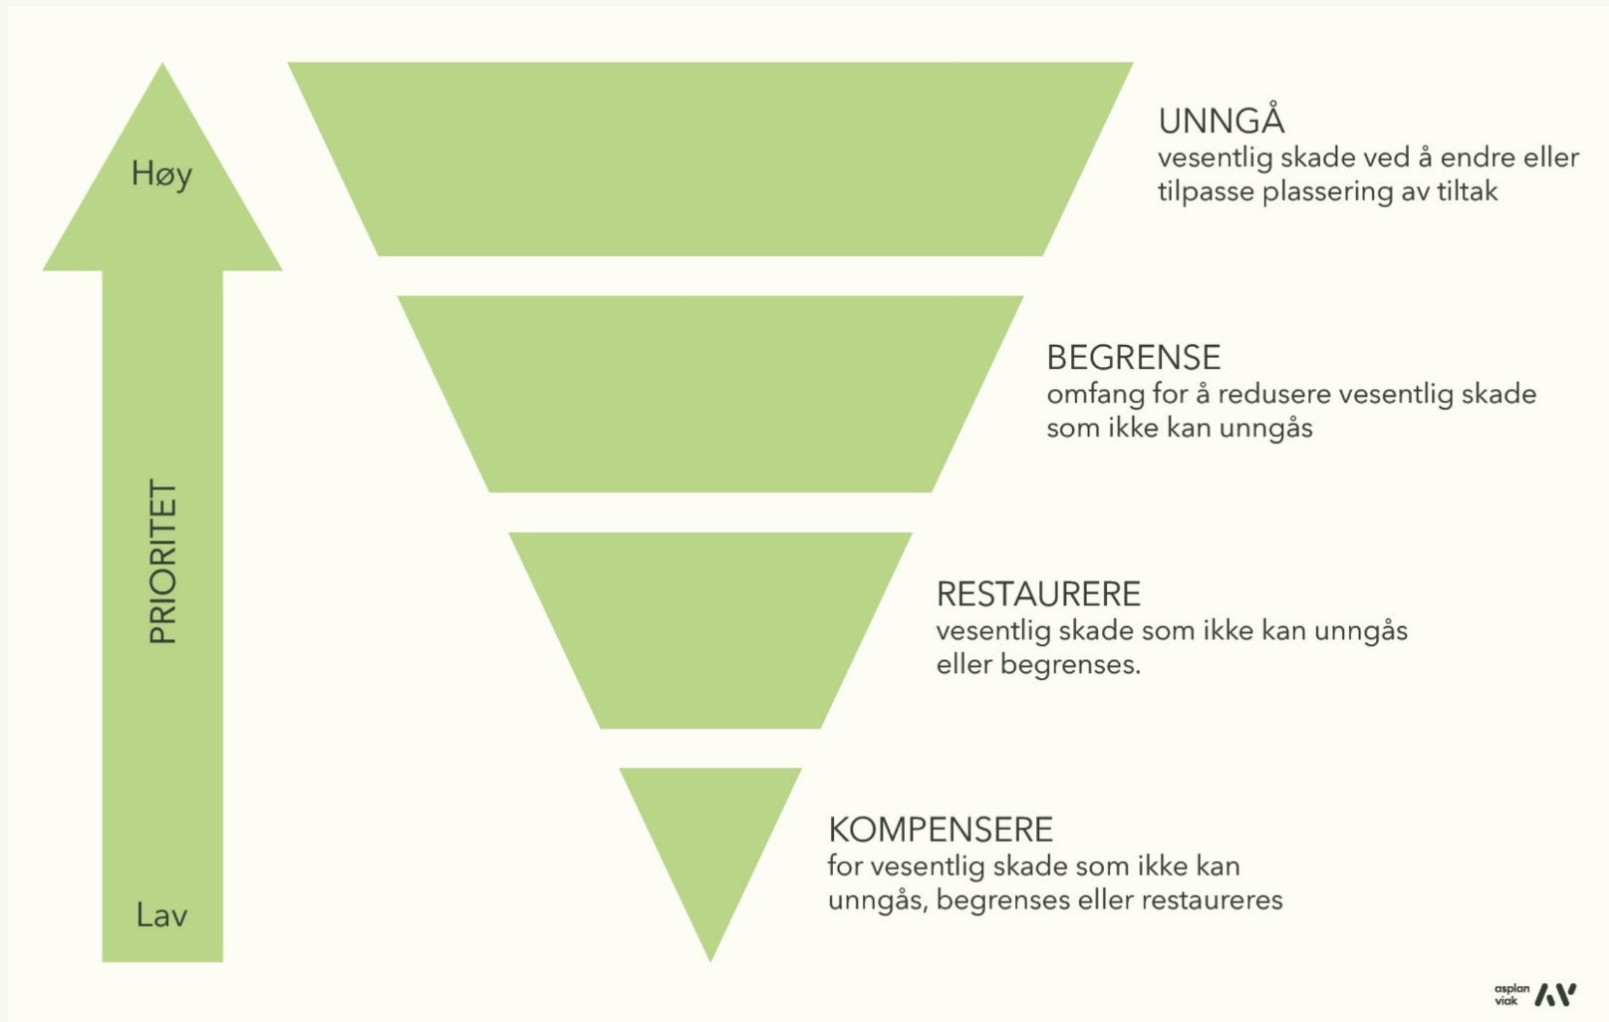 Høy
PRIORITET
Lav
UNNGÅ
vesentlig skade ved å endre eller
tilpasse plassering av tiltak
BEGRENSE
omfang for å redusere vesentlig skade
som ikke kan unngås
RESTAURERE
vesentlig skade som ikke kan unngås
eller begrenses.
KOMPENSERE
for vesentlig skade som ikke kan
unngås, begrenses eller restaureres
asplan
viak